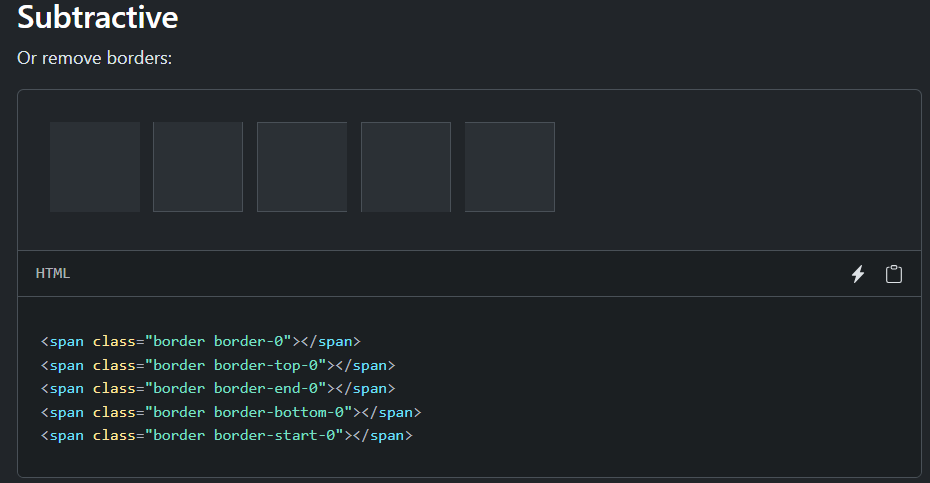 Subtractive
Or remove borders:
HTML
<span class="border border-0"></span>
<span class="border border-top-0"></span>
<span class="border border-end-0"></span>
<span class="border border-bottom-0"></span>
<span class="border border-start-0"></span>